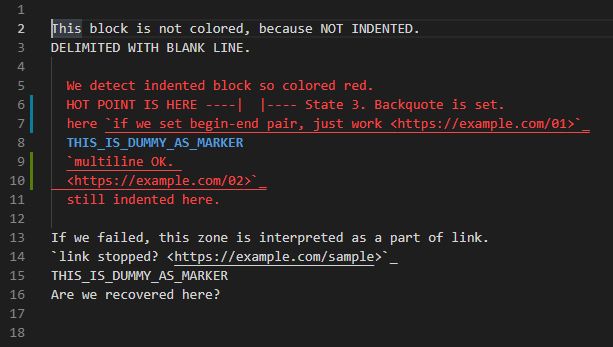 1
2 This block is not colored, because NOT INDENTED.
3 DELIMITED WITH BLANK LINE.
4
5 We detect indented block so colored red.
6 HOT POINT IS HERE ----|  |---- State 3. Backquote is set.
7 here `if we set begin-end pair, just work <https://example.com/01>`_
8 THIS_IS_DUMMY_AS_MARKER
9 `multiline OK.
10 <https://example.com/02>`_
11 still indented here.
12
13 If we failed, this zone is interpreted as a part of link.
14 `link stopped? <https://example.com/sample>`_
15 THIS_IS_DUMMY_AS_MARKER
16 Are we recovered here?
17
18